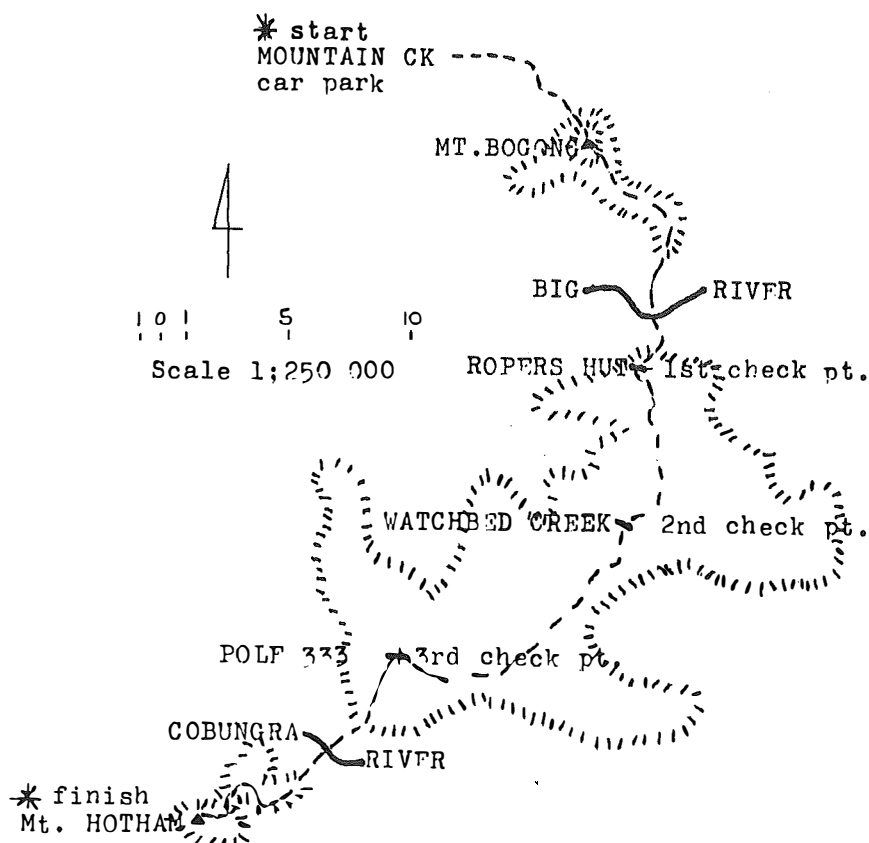 start
MOUNTAIN CK
car park
MT.BOGONG
BIG RIVER
1 0 1 5 10
Scale 1;250 000
ROPERS HUT 1st check pt.
WATCHBED CREEK 2nd check pt.
POLE 333 3rd check pt.
COBUNGRA
RIVER
finish
Mt. HOTHAM